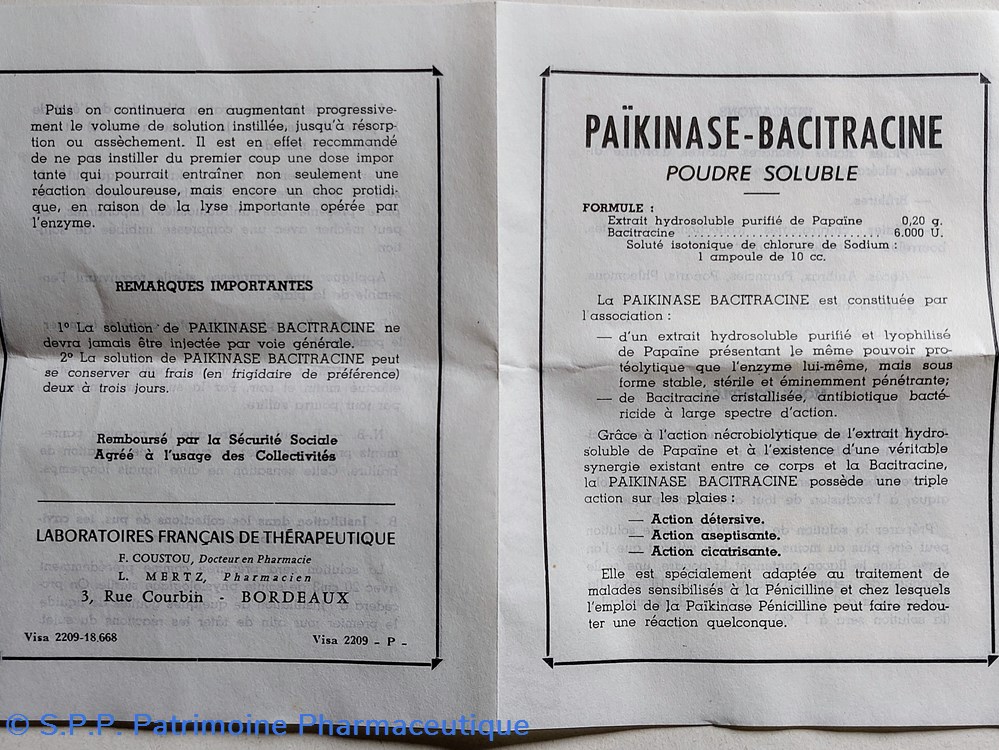 Puis on continuera en augmentant progressive-
ment le volume de solution instillée, jusqu'à résorp-
tion ou assèchement. Il est en effet recommandé
de ne pas instiller du premier coup une dose impor
tante qui pourrait entraîner non seulement une
réaction douloureuse, mais encore un choc protidi-
que, en raison de la lyse importante opérée par
l'enzyme.
REMARQUES IMPORTANTES
1º La solution de PAIKINASE BACITRACINE ne
devra jamais être injectée par voie générale.
2º La solution de PAIKINASE BACITRACINE peut
se conserver au frais (en frigidaire de préférence)
deux à trois jours.
Remboursé par la Sécurité Sociale
Agréé à l'usage des Collectivités
LABORATOIRES FRANÇAIS DE THÉRAPEUTIQUE
F. COUSTOU, Docteur en Pharmacie
L. MERTZ, Pharmacien
3, Rue Courbin - BORDEAUX
Visa 2209-18.668 Visa 2209 - P -
PAÏKINASE-BACITRACINE
POUDRE SOLUBLE
FORMULE :
Extrait hydrosoluble purifié de Papaïne 0,20 g.
Bacitracine .............................. 6.000 U.
Soluté isotonique de chlorure de Sodium :
1 ampoule de 10 cc.
La PAIKINASE BACITRACINE est constituée par
l'association :
— d'un extrait hydrosoluble purifié et lyophilisé
de Papaïne présentant le même pouvoir pro-
téolytique que l'enzyme lui-même, mais sous
forme stable, stérile et éminemment pénétrante;
— de Bacitracine cristallisée, antibiotique bacté-
ricide à large spectre d'action.
Grâce à l'action nécrobiolytique de l'extrait hydro-
soluble de Papaïne et à l'existence d'une véritable
synergie existant entre ce corps et la Bacitracine,
la PAIKINASE BACITRACINE possède une triple
action sur les plaies :
— Action détersive.
— Action aseptisante.
— Action cicatrisante.
Elle est spécialement adaptée au traitement de
malades sensibilisés à la Pénicilline et chez lesquels
l'emploi de la Païkinase Pénicilline peut faire redou-
ter une réaction quelconque.
© S.P.P. Patrimoine Pharmaceutique